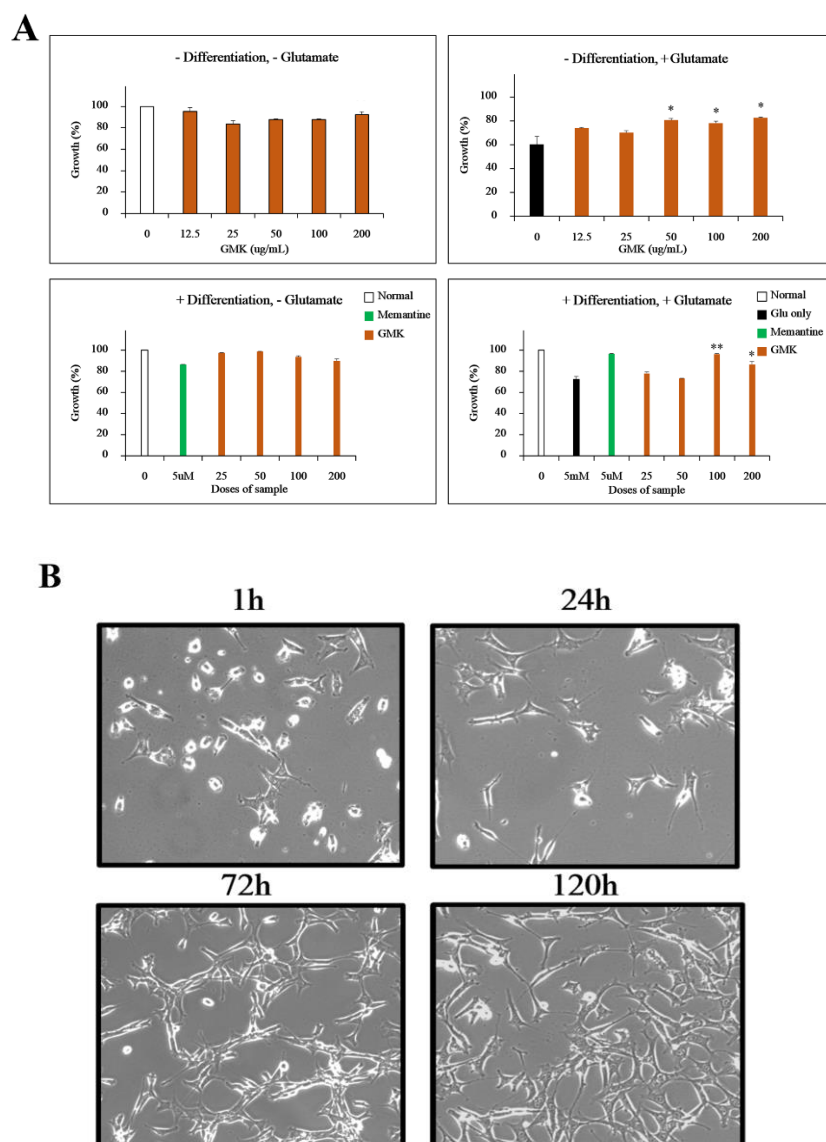 A
- Differentiation, - Glutamate
Growth (%)
100
80
60
40
20
0
0 12.5 25 50 100 200
GMK (ug/mL)
- Differentiation, + Glutamate
Growth (%)
100
80
60
40
20
0
* * *
0 12.5 25 50 100 200
GMK (ug/mL)
+ Differentiation, - Glutamate
Normal
Memantine
GMK
Growth (%)
100
80
60
40
20
0
0 5uM 25 50 100 200
Doses of sample
+ Differentiation, + Glutamate
Normal
Glu only
Memantine
GMK
Growth (%)
100
80
60
40
20
0
** *
0 5mM 5uM 25 50 100 200
Doses of sample
B
1h 24h
72h 120h